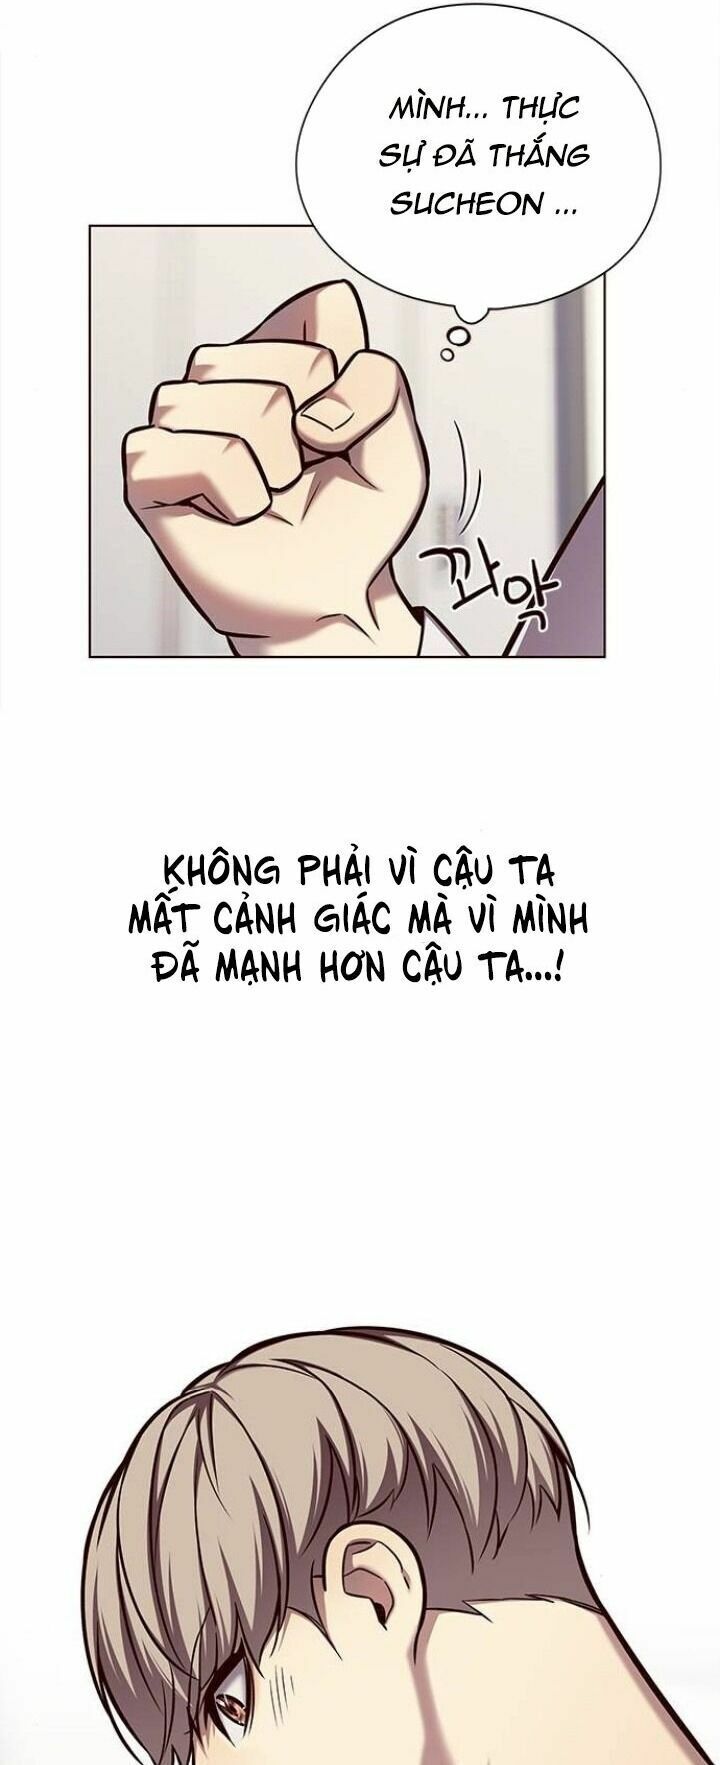 MÌNH... THỰC
SỰ ĐÃ THẮNG
SUCHEON ...
꽈악
KHÔNG PHẢI VÌ CẬU TA
MẤT CẢNH GIÁC MÀ VÌ MÌNH
ĐÃ MẠNH HƠN CẬU TA...!